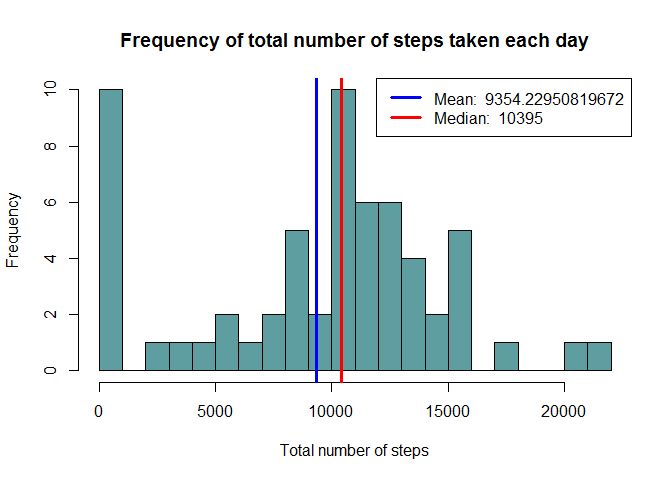 Frequency of total number of steps taken each day
Mean: 9354.22950819672
Median: 10395
Frequency
10
8
6
4
2
0
0 5000 10000 15000 20000
Total number of steps